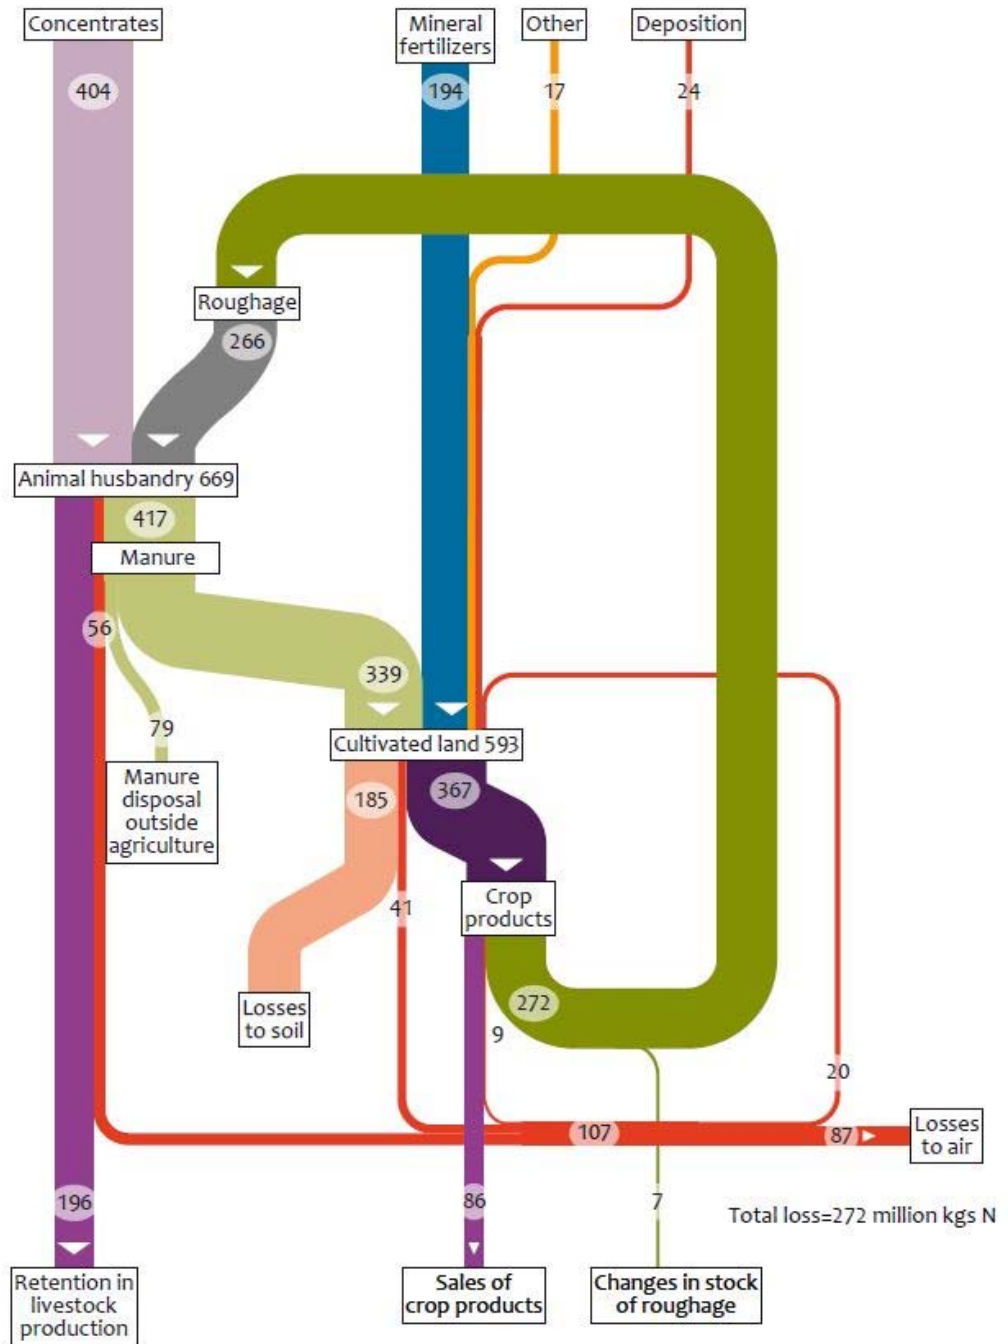 Concentrates
Mineral
fertilizers
Other
Deposition
404
194
17
24
Roughage
266
Animal husbandry 669
417
Manure
56
339
79
Cultivated land 593
Manure
disposal
outside
agriculture
185
367
41
Crop
products
Losses
to soil
272
9
20
107
87
Losses
to air
196
86
7
Total loss=272 million kgs N
Retention in
livestock
production
Sales of
crop products
Changes in stock
of roughage